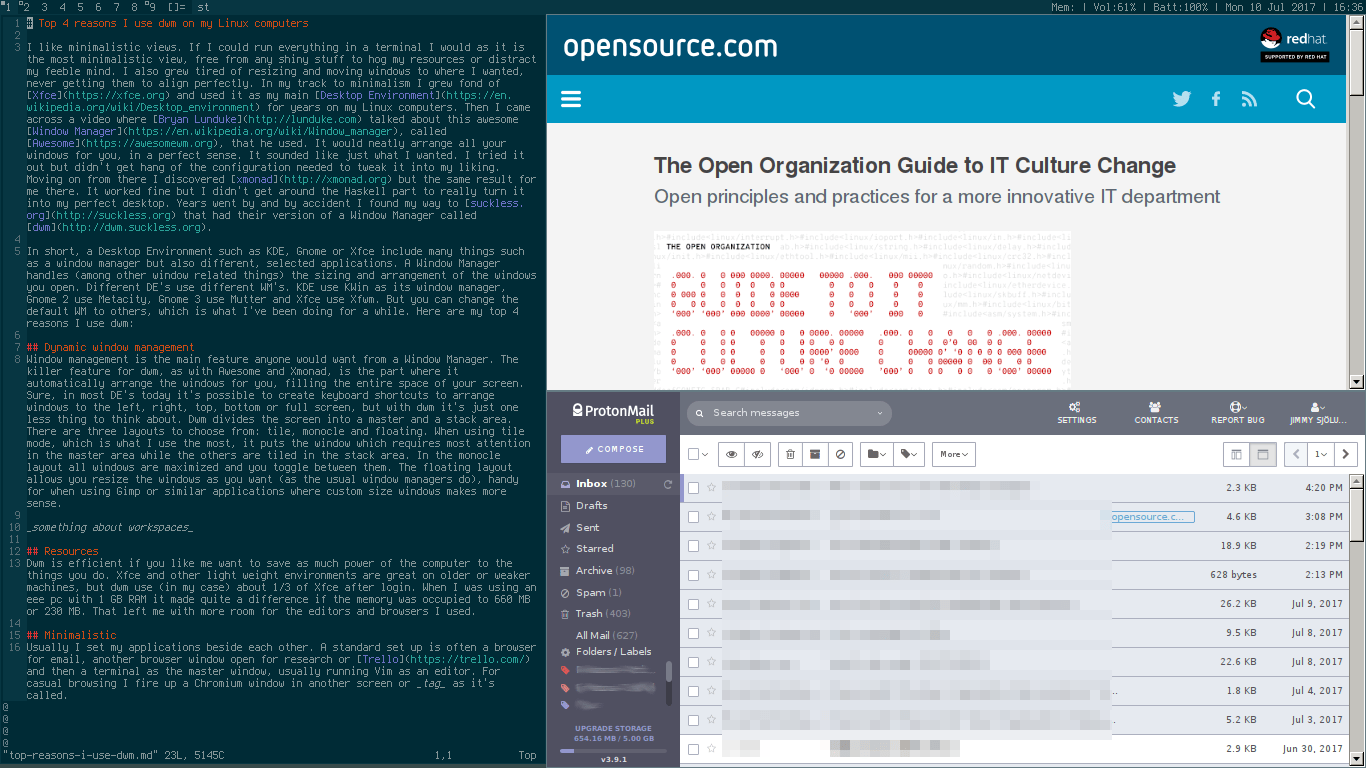 1 2 3 4 5 6 7 8 9 []= st
Mem: | Vol:61% | Batt:100% | Mon 10 Jul 2017 | 16:36
1 # Top 4 reasons I use dwm on my Linux computers
2
3 I like minimalistic views. If I could run everything in a terminal I would as it is
the most minimalistic view, free from any shiny stuff to hog my resources or distract
my feeble mind. I also grew tired of resizing and moving windows to where I wanted,
never getting them to align perfectly. In my track to minimalism I grew fond of
[Xfce](https://xfce.org) and used it as my main [Desktop Environment](https://en.
wikipedia.org/wiki/Desktop_environment) for years on my Linux computers. Then I came
across a video where [Bryan Lunduke](http://lunduke.com) talked about this awesome
[Window Manager](https://en.wikipedia.org/wiki/Window_manager), called
[Awesome](https://awesomewm.org), that he used. It would neatly arrange all your
windows for you, in a perfect sense. It sounded like just what I wanted. I tried it
out but didn't get hang of the configuration needed to tweak it into my liking.
Moving on from there I discovered [xmonad](http://xmonad.org) but the same result for
me there. It worked fine but I didn't get around the Haskell part to really turn it
into my perfect desktop. Years went by and by accident I found my way to [suckless.
org](http://suckless.org) that had their version of a Window Manager called
[dwm](http://dwm.suckless.org).
4
5 In short, a Desktop Environment such as KDE, Gnome or Xfce include many things such
as a window manager but also different, selected applications. A Window Manager
handles (among other window related things) the sizing and arrangement of the windows
you open. Different DE's use different WM's. KDE use KWin as its window manager,
Gnome 2 use Metacity, Gnome 3 use Mutter and Xfce use Xfwm. But you can change the
default WM to others, which is what I've been doing for a while. Here are my top 4
reasons I use dwm:
6
7 ## Dynamic window management
8 Window management is the main feature anyone would want from a Window Manager. The
killer feature for dwm, as with Awesome and Xmonad, is the part where it
automatically arrange the windows for you, filling the entire space of your screen.
Sure, in most DE's today it's possible to create keyboard shortcuts to arrange
windows to the left, right, top, bottom or full screen, but with dwm it's just one
less thing to think about. Dwm divides the screen into a master and a stack area.
There are three layouts to choose from: tile, monocle and floating. When using tile
mode, which is what I use the most, it puts the window which requires most attention
in the master area while the others are tiled in the stack area. In the monocle
layout all windows are maximized and you toggle between them. The floating layout
allows you resize the windows as you want (as the usual window managers do), handy
for when using Gimp or similar applications where custom size windows makes more
sense.
9
10 _something about workspaces_
11
12 ## Resources
13 Dwm is efficient if you like me want to save as much power of the computer to the
things you do. Xfce and other light weight environments are great on older or weaker
machines, but dwm use (in my case) about 1/3 of Xfce after login. When I was using an
eee pc with 1 GB RAM it made quite a difference if the memory was occupied to 660 MB
or 230 MB. That left me with more room for the editors and browsers I used.
14
15 ## Minimalistic
16 Usually I set my applications beside each other. A standard set up is often a browser
for email, another browser window open for research or [Trello](https://trello.com/)
and then a terminal as the master window, usually running Vim as an editor. For
casual browsing I fire up a Chromium window in another screen or _tag_ as it's
called.
@
@
@
@
"top-reasons-i-use-dwm.md" 23L, 5145C 1,1 Top
opensource.com
redhat
SUPPORTED BY RED HAT
The Open Organization Guide to IT Culture Change
Open principles and practices for a more innovative IT department
THE OPEN ORGANIZATION
GUIDE TO IT
CULTURE CHANGE
ProtonMail
PLUS
Search messages
SETTINGS
CONTACTS
REPORT BUG
JIMMY SJÖLU...
COMPOSE
More
1
Inbox (130)
Drafts
Sent
Starred
Archive (98)
Spam (1)
Trash (403)
All Mail (627)
Folders / Labels
UPGRADE STORAGE
654.16 MB / 5.00 GB
v3.9.1
2.3 KB 4:20 PM
opensource.c... 4.6 KB 3:08 PM
18.9 KB 2:19 PM
628 bytes 2:13 PM
26.2 KB Jul 9, 2017
9.5 KB Jul 8, 2017
22.6 KB Jul 8, 2017
1.8 KB Jul 4, 2017
5.2 KB Jul 3, 2017
2.9 KB Jun 30, 2017